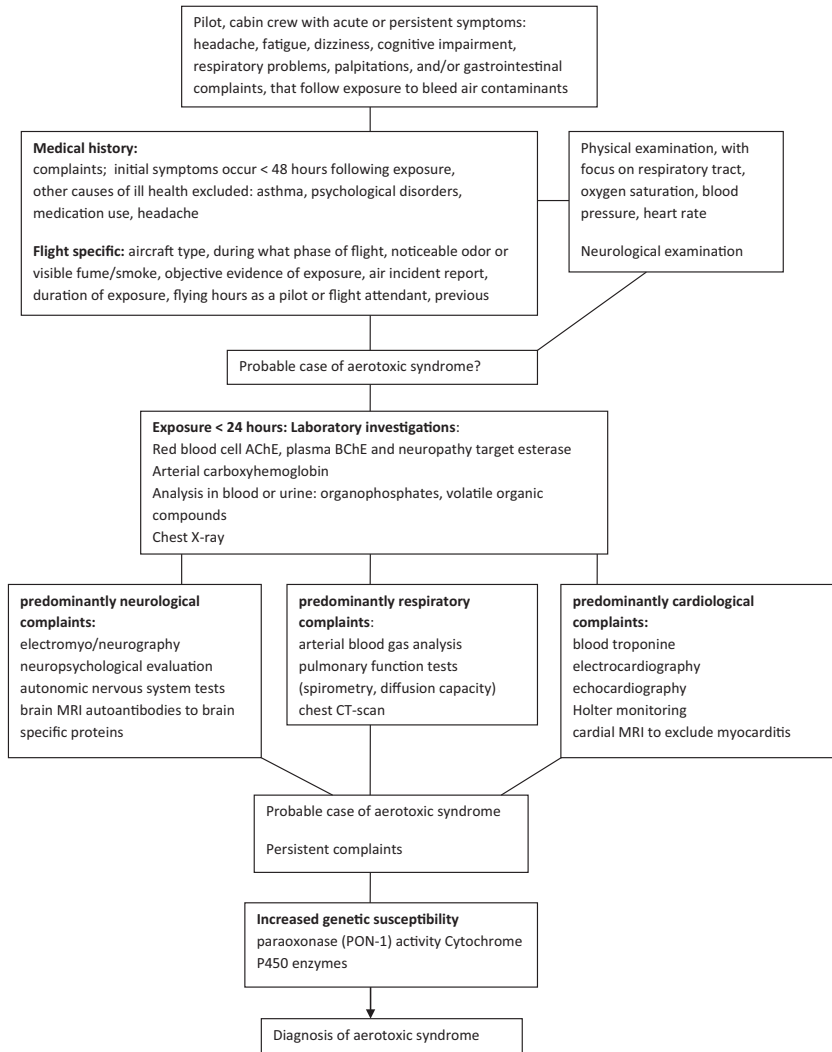 Pilot, cabin crew with acute or persistent symptoms:
headache, fatigue, dizziness, cognitive impairment,
respiratory problems, palpitations, and/or gastrointestinal
complaints, that follow exposure to bleed air contaminants
Medical history:
complaints; initial symptoms occur < 48 hours following exposure,
other causes of ill health excluded: asthma, psychological disorders,
medication use, headache
Flight specific: aircraft type, during what phase of flight, noticeable odor or
visible fume/smoke, objective evidence of exposure, air incident report,
duration of exposure, flying hours as a pilot or flight attendant, previous
Physical examination, with
focus on respiratory tract,
oxygen saturation, blood
pressure, heart rate
Neurological examination
Probable case of aerotoxic syndrome?
Exposure < 24 hours: Laboratory investigations:
Red blood cell AChE, plasma BChE and neuropathy target esterase
Arterial carboxyhemoglobin
Analysis in blood or urine: organophosphates, volatile organic
compounds
Chest X-ray
predominantly neurological
complaints:
electromyo/neurography
neuropsychological evaluation
autonomic nervous system tests
brain MRI autoantibodies to brain
specific proteins
predominantly respiratory
complaints:
arterial blood gas analysis
pulmonary function tests
(spirometry, diffusion capacity)
chest CT-scan
predominantly cardiological
complaints:
blood troponine
electrocardiography
echocardiography
Holter monitoring
cardial MRI to exclude myocarditis
Probable case of aerotoxic syndrome
Persistent complaints
Increased genetic susceptibility
paraoxonase (PON-1) activity Cytochrome
P450 enzymes
Diagnosis of aerotoxic syndrome